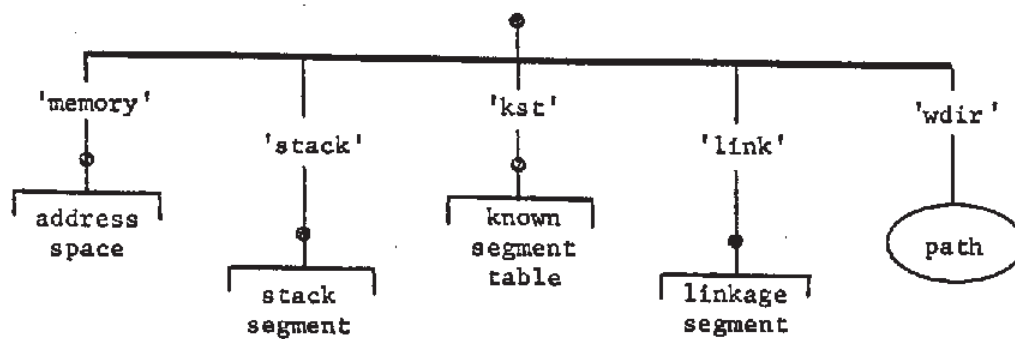 'memory'
'stack'
'kst'
'link'
'wdir'
address
space
stack
segment
known
segment
table
linkage
segment
path